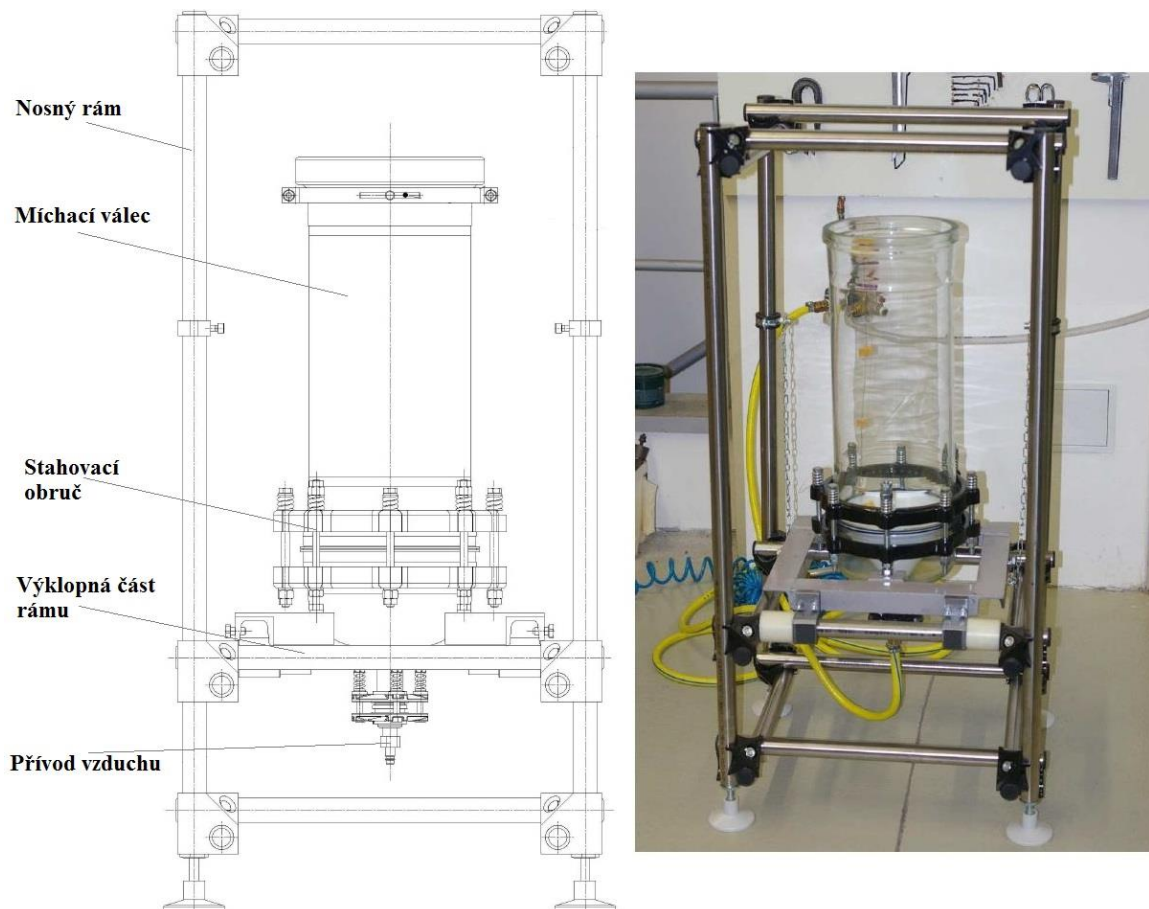 Nosný rám
Míchací válec
Stahovací
obruč
Výklopná část
rámu
Přívod vzduchu